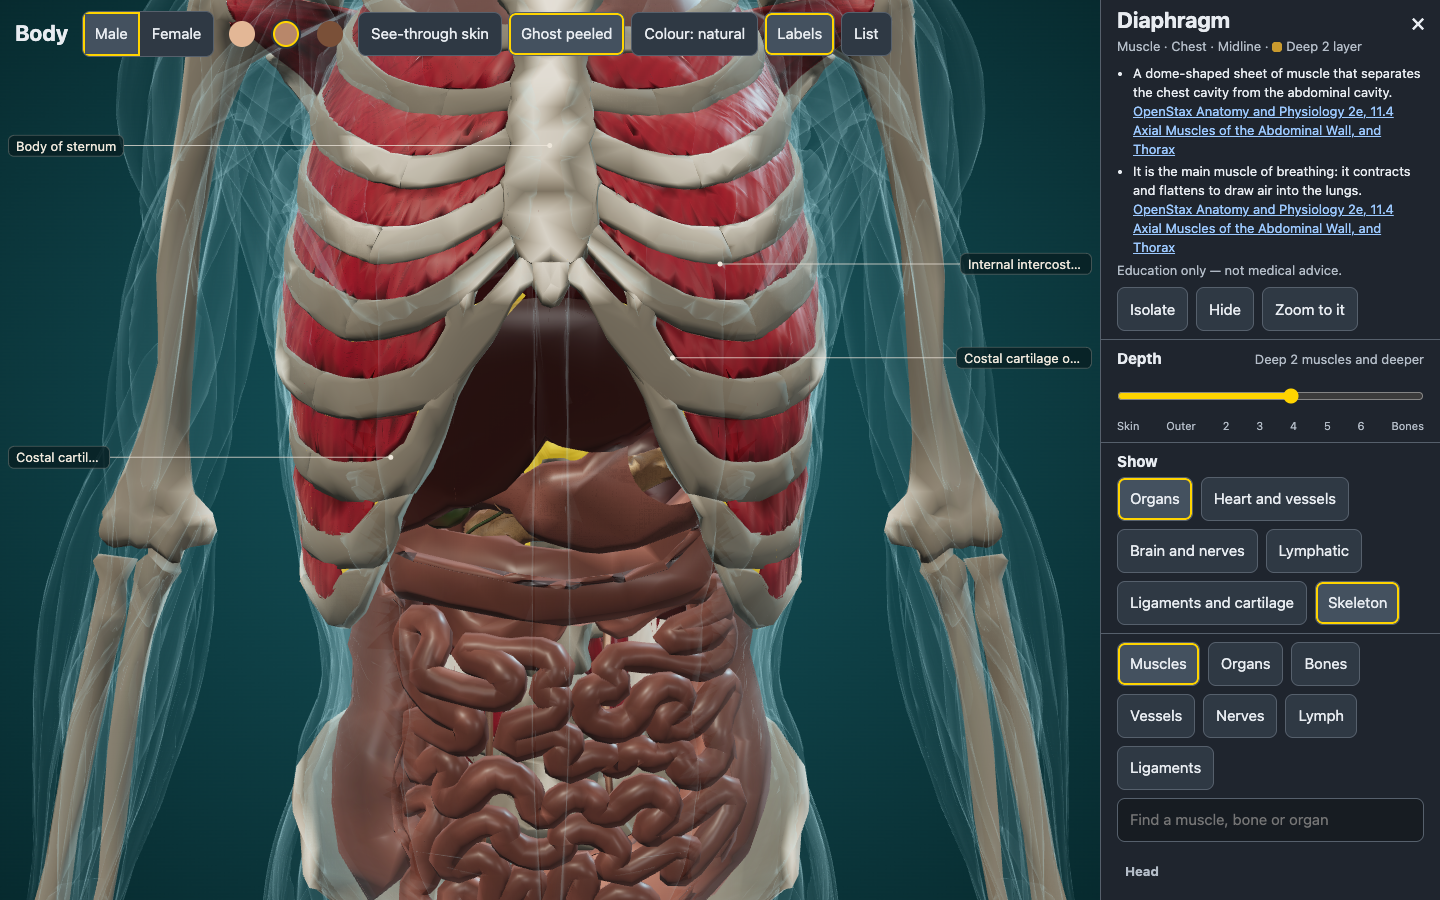 Body
Male
Female
See-through skin
Ghost peeled
Colour: natural
Labels
List
Body of sternum
Internal intercost...
Costal cartilage o...
Costal cartil...
Diaphragm
Muscle · Chest · Midline · Deep 2 layer
• A dome-shaped sheet of muscle that separates
the chest cavity from the abdominal cavity.
OpenStax Anatomy and Physiology 2e, 11.4
Axial Muscles of the Abdominal Wall, and
Thorax
• It is the main muscle of breathing: it contracts
and flattens to draw air into the lungs.
OpenStax Anatomy and Physiology 2e, 11.4
Axial Muscles of the Abdominal Wall, and
Thorax
Education only — not medical advice.
Isolate
Hide
Zoom to it
Depth
Deep 2 muscles and deeper
Skin
Outer
2
3
4
5
6
Bones
Show
Organs
Heart and vessels
Brain and nerves
Lymphatic
Ligaments and cartilage
Skeleton
Muscles
Organs
Bones
Vessels
Nerves
Lymph
Ligaments
Find a muscle, bone or organ
Head